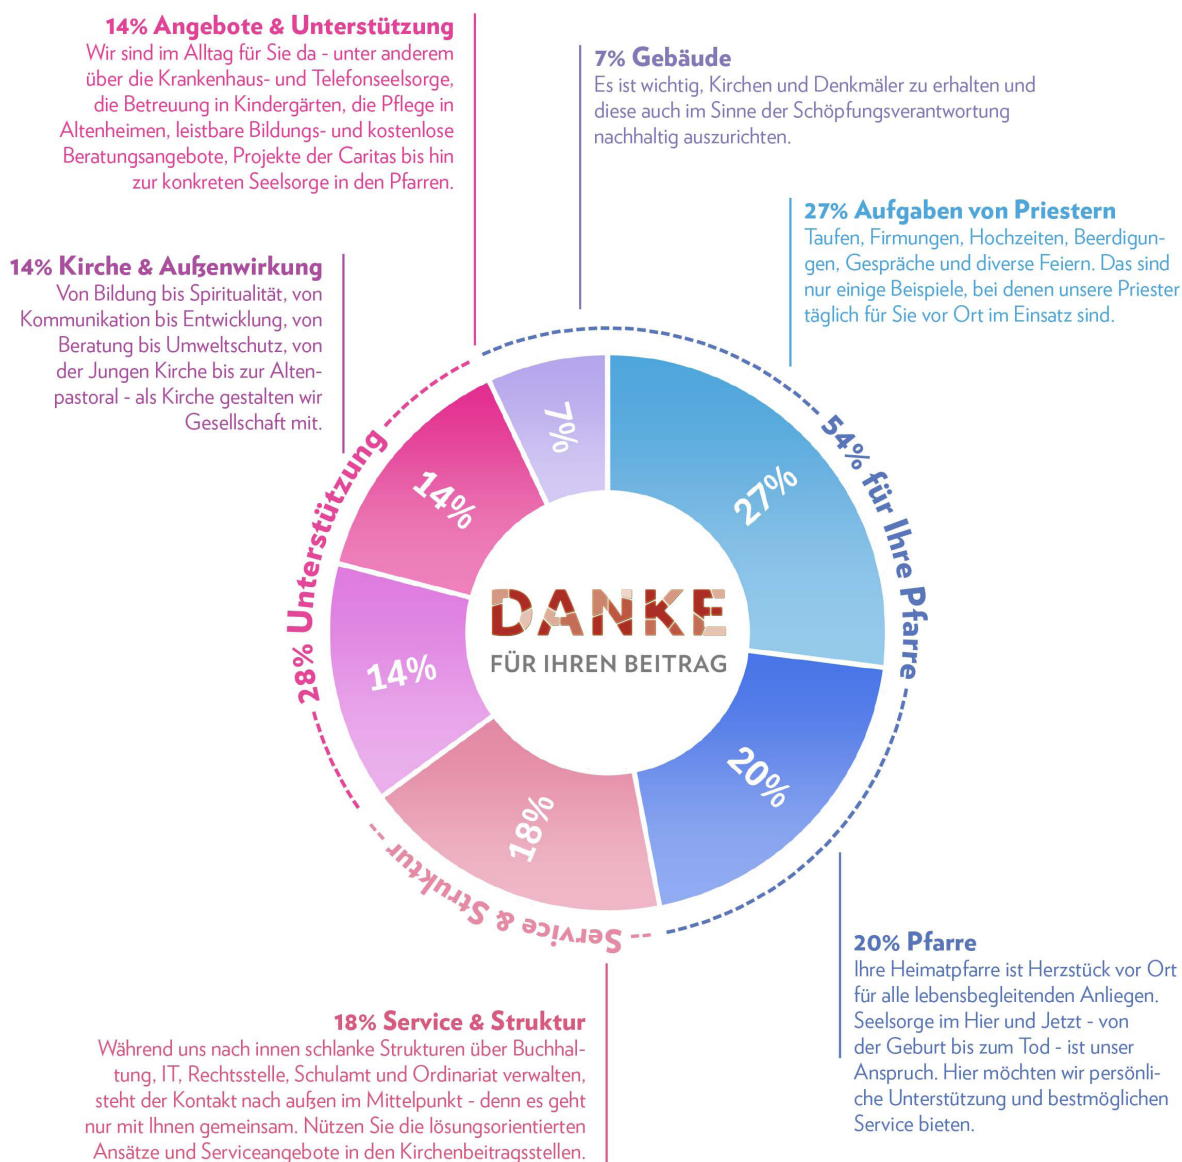 14% Angebote & Unterstützung
Wir sind im Alltag für Sie da - unter anderem
über die Krankenhaus- und Telefonseelsorge,
die Betreuung in Kindergärten, die Pflege in
Altenheimen, leistbare Bildungs- und kostenlose
Beratungsangebote, Projekte der Caritas bis hin
zur konkreten Seelsorge in den Pfarren.
7% Gebäude
Es ist wichtig, Kirchen und Denkmäler zu erhalten und
diese auch im Sinne der Schöpfungsverantwortung
nachhaltig auszurichten.
27% Aufgaben von Priestern
Taufen, Firmungen, Hochzeiten, Beerdigun-
gen, Gespräche und diverse Feiern. Das sind
nur einige Beispiele, bei denen unsere Priester
täglich für Sie vor Ort im Einsatz sind.
14% Kirche & Außenwirkung
Von Bildung bis Spiritualität, von
Kommunikation bis Entwicklung, von
Beratung bis Umweltschutz, von
der Jungen Kirche bis zur Alten-
pastoral - als Kirche gestalten wir
Gesellschaft mit.
28% Unterstützung
54% für Ihre Pfarre
Service & Struktur
7%
27%
14%
14%
20%
18%
DANKE
FÜR IHREN BEITRAG
20% Pfarre
Ihre Heimatpfarre ist Herzstück vor Ort
für alle lebensbegleitenden Anliegen.
Seelsorge im Hier und Jetzt - von
der Geburt bis zum Tod - ist unser
Anspruch. Hier möchten wir persönli-
che Unterstützung und bestmöglichen
Service bieten.
18% Service & Struktur
Während uns nach innen schlanke Strukturen über Buchhal-
tung, IT, Rechtsstelle, Schulamt und Ordinariat verwalten,
steht der Kontakt nach außen im Mittelpunkt - denn es geht
nur mit Ihnen gemeinsam. Nützen Sie die lösungsorientierten
Ansätze und Serviceangebote in den Kirchenbeitragsstellen.